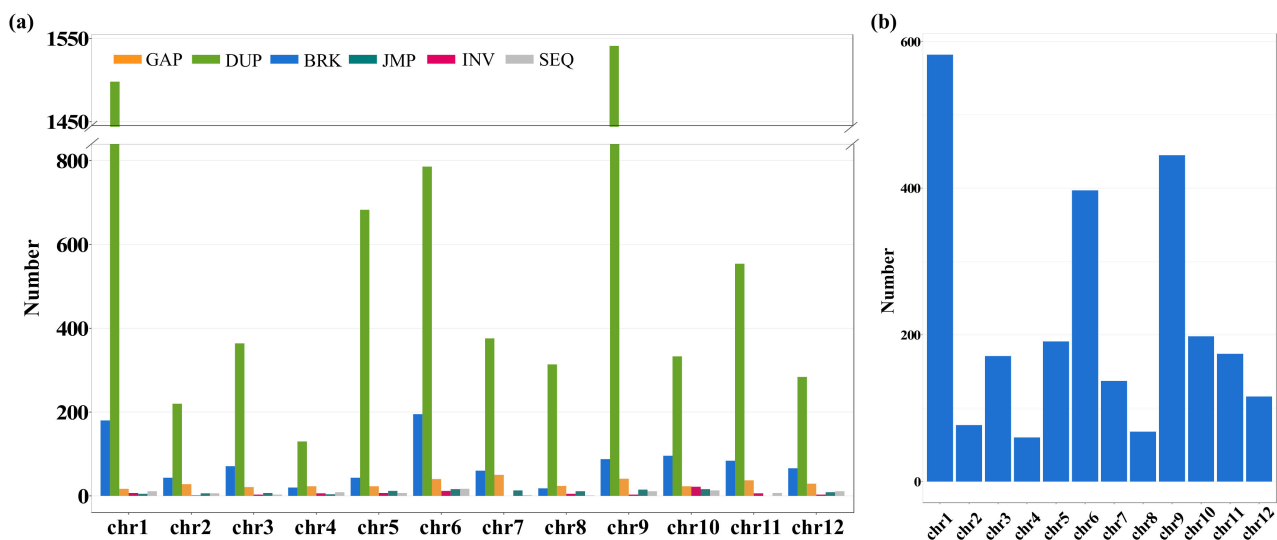 (a)
1550
GAP DUP BRK JMP INV SEQ
1450
800
600
400
200
0
Number
chr1 chr2 chr3 chr4 chr5 chr6 chr7 chr8 chr9 chr10 chr11 chr12
(b)
600
400
200
0
Number
chr1 chr2 chr3 chr4 chr5 chr6 chr7 chr8 chr9 chr10 chr11 chr12